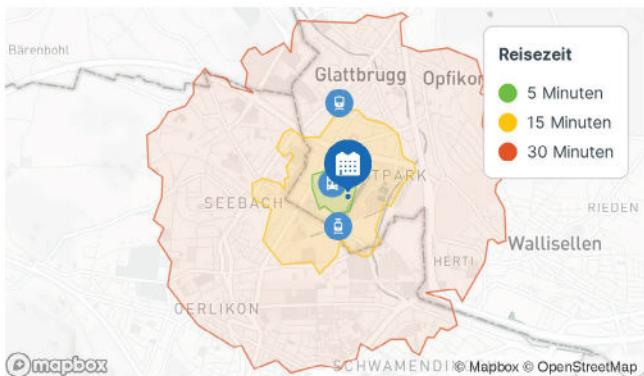 Bärenbohl
Glattbrugg
Opfikon
Reisezeit
5 Minuten
15 Minuten
30 Minuten
TPARK
SEEBACH
RIEDEN
Wallisellen
HERTI
OERLIKON
SCHWAMENDINGEN
mapbox
© Mapbox © OpenStreetMap